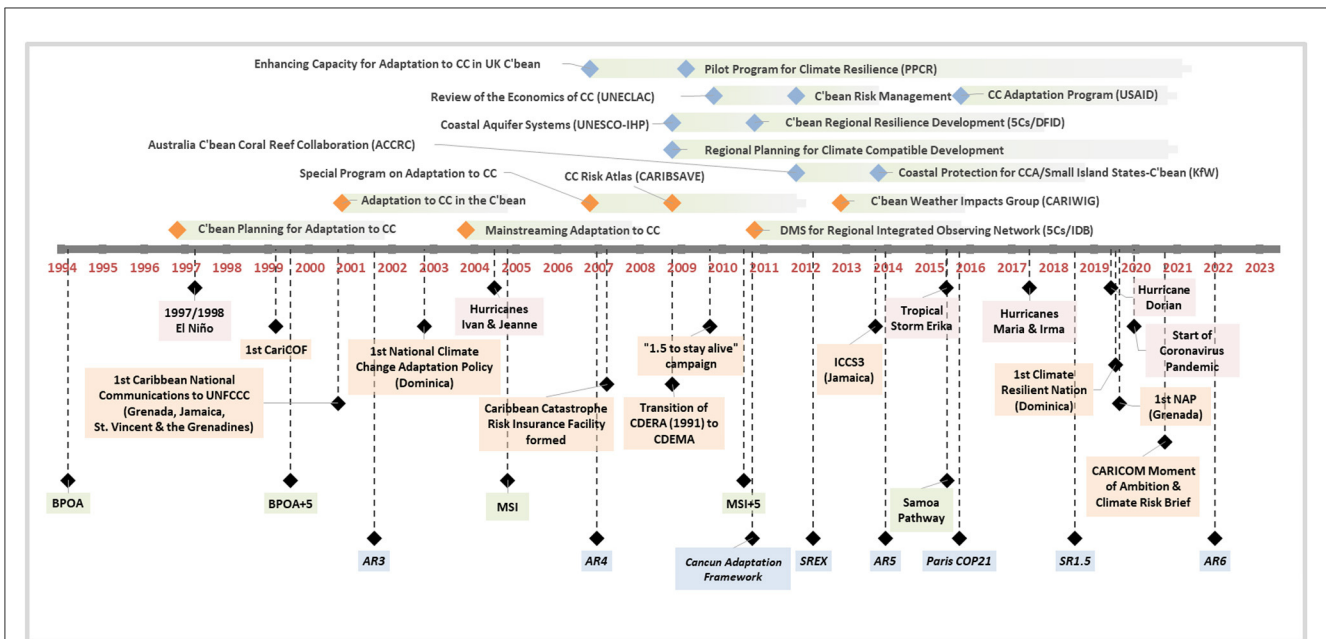 Enhancing Capacity for Adaptation to CC in UK C'bean
Pilot Program for Climate Resilience (PPCR)
Review of the Economics of CC (UNECLAC)
C'bean Risk Management
CC Adaptation Program (USAID)
Coastal Aquifer Systems (UNESCO-IHP)
C'bean Regional Resilience Development (5Cs/DFID)
Australia C'bean Coral Reef Collaboration (ACCRC)
Regional Planning for Climate Compatible Development
Special Program on Adaptation to CC
CC Risk Atlas (CARIBSAVE)
Coastal Protection for CCA/Small Island States-C'bean (KfW)
Adaptation to CC in the C'bean
C'bean Weather Impacts Group (CARIWIG)
C'bean Planning for Adaptation to CC
Mainstreaming Adaptation to CC
DMS for Regional Integrated Observing Network (5Cs/IDB)
1994 1995 1996 1997 1998 1999 2000 2001 2002 2003 2004 2005 2006 2007 2008 2009 2010 2011 2012 2013 2014 2015 2016 2017 2018 2019 2020 2021 2022 2023
1997/1998
El Niño
Hurricanes
Ivan & Jeanne
Tropical
Storm Erika
Hurricanes
Maria & Irma
Hurricane
Dorian
1st CariCOF
1st National Climate
Change Adaptation Policy
(Dominica)
"1.5 to stay alive"
campaign
ICCS3
(Jamaica)
Start of
Coronavirus
Pandemic
1st Caribbean National
Communications to UNFCCC
(Grenada, Jamaica,
St. Vincent & the Grenadines)
Caribbean Catastrophe
Risk Insurance Facility
formed
Transition of
CDERA (1991) to
CDEMA
1st Climate
Resilient Nation
(Dominica)
1st NAP
(Grenada)
CARICOM Moment
of Ambition &
Climate Risk Brief
BPOA
BPOA+5
MSI
MSI+5
Samoa
Pathway
AR3
AR4
Cancun Adaptation
Framework
SREX
AR5
Paris COP21
SR1.5
AR6